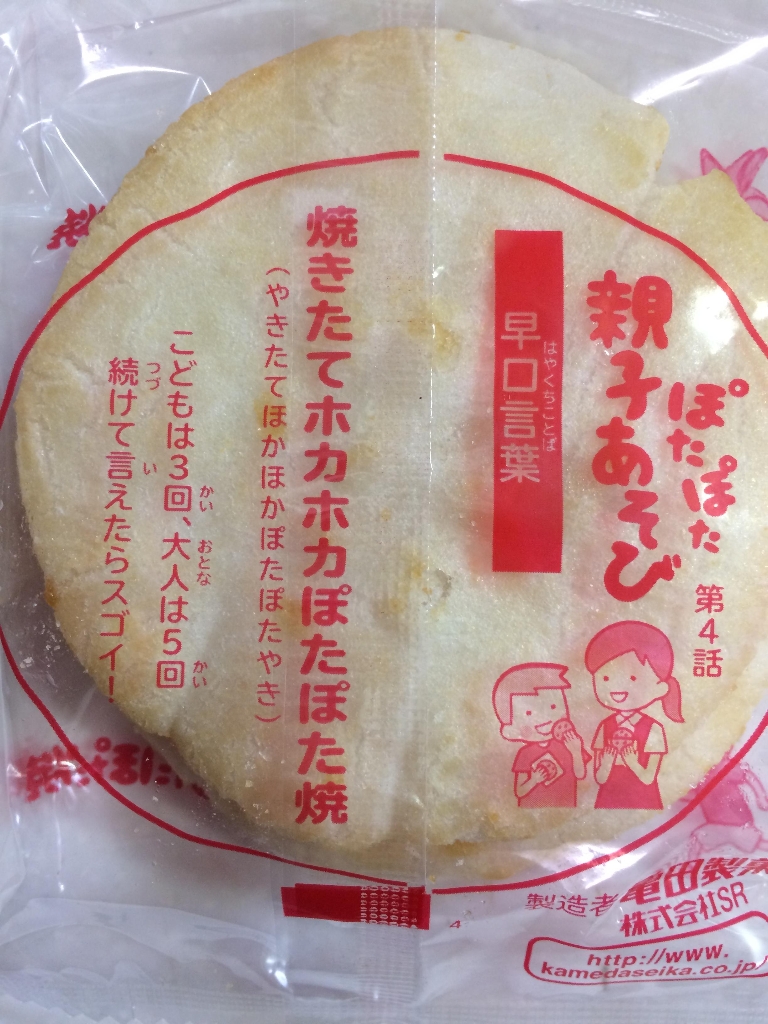 ぽたぽた
親子あそび
第4話
早口言葉
はやくちことば
焼きたてホカホカぽたぽた焼
(やきたてほかほかぽたぽたやき)
こどもは3回、大人は5回
かい おとな かい
続けて言えたらスゴイ!
つづ い
製造者 亀田製菓
株式会社SR
http://www.
kamedaseika.co.jp/
4